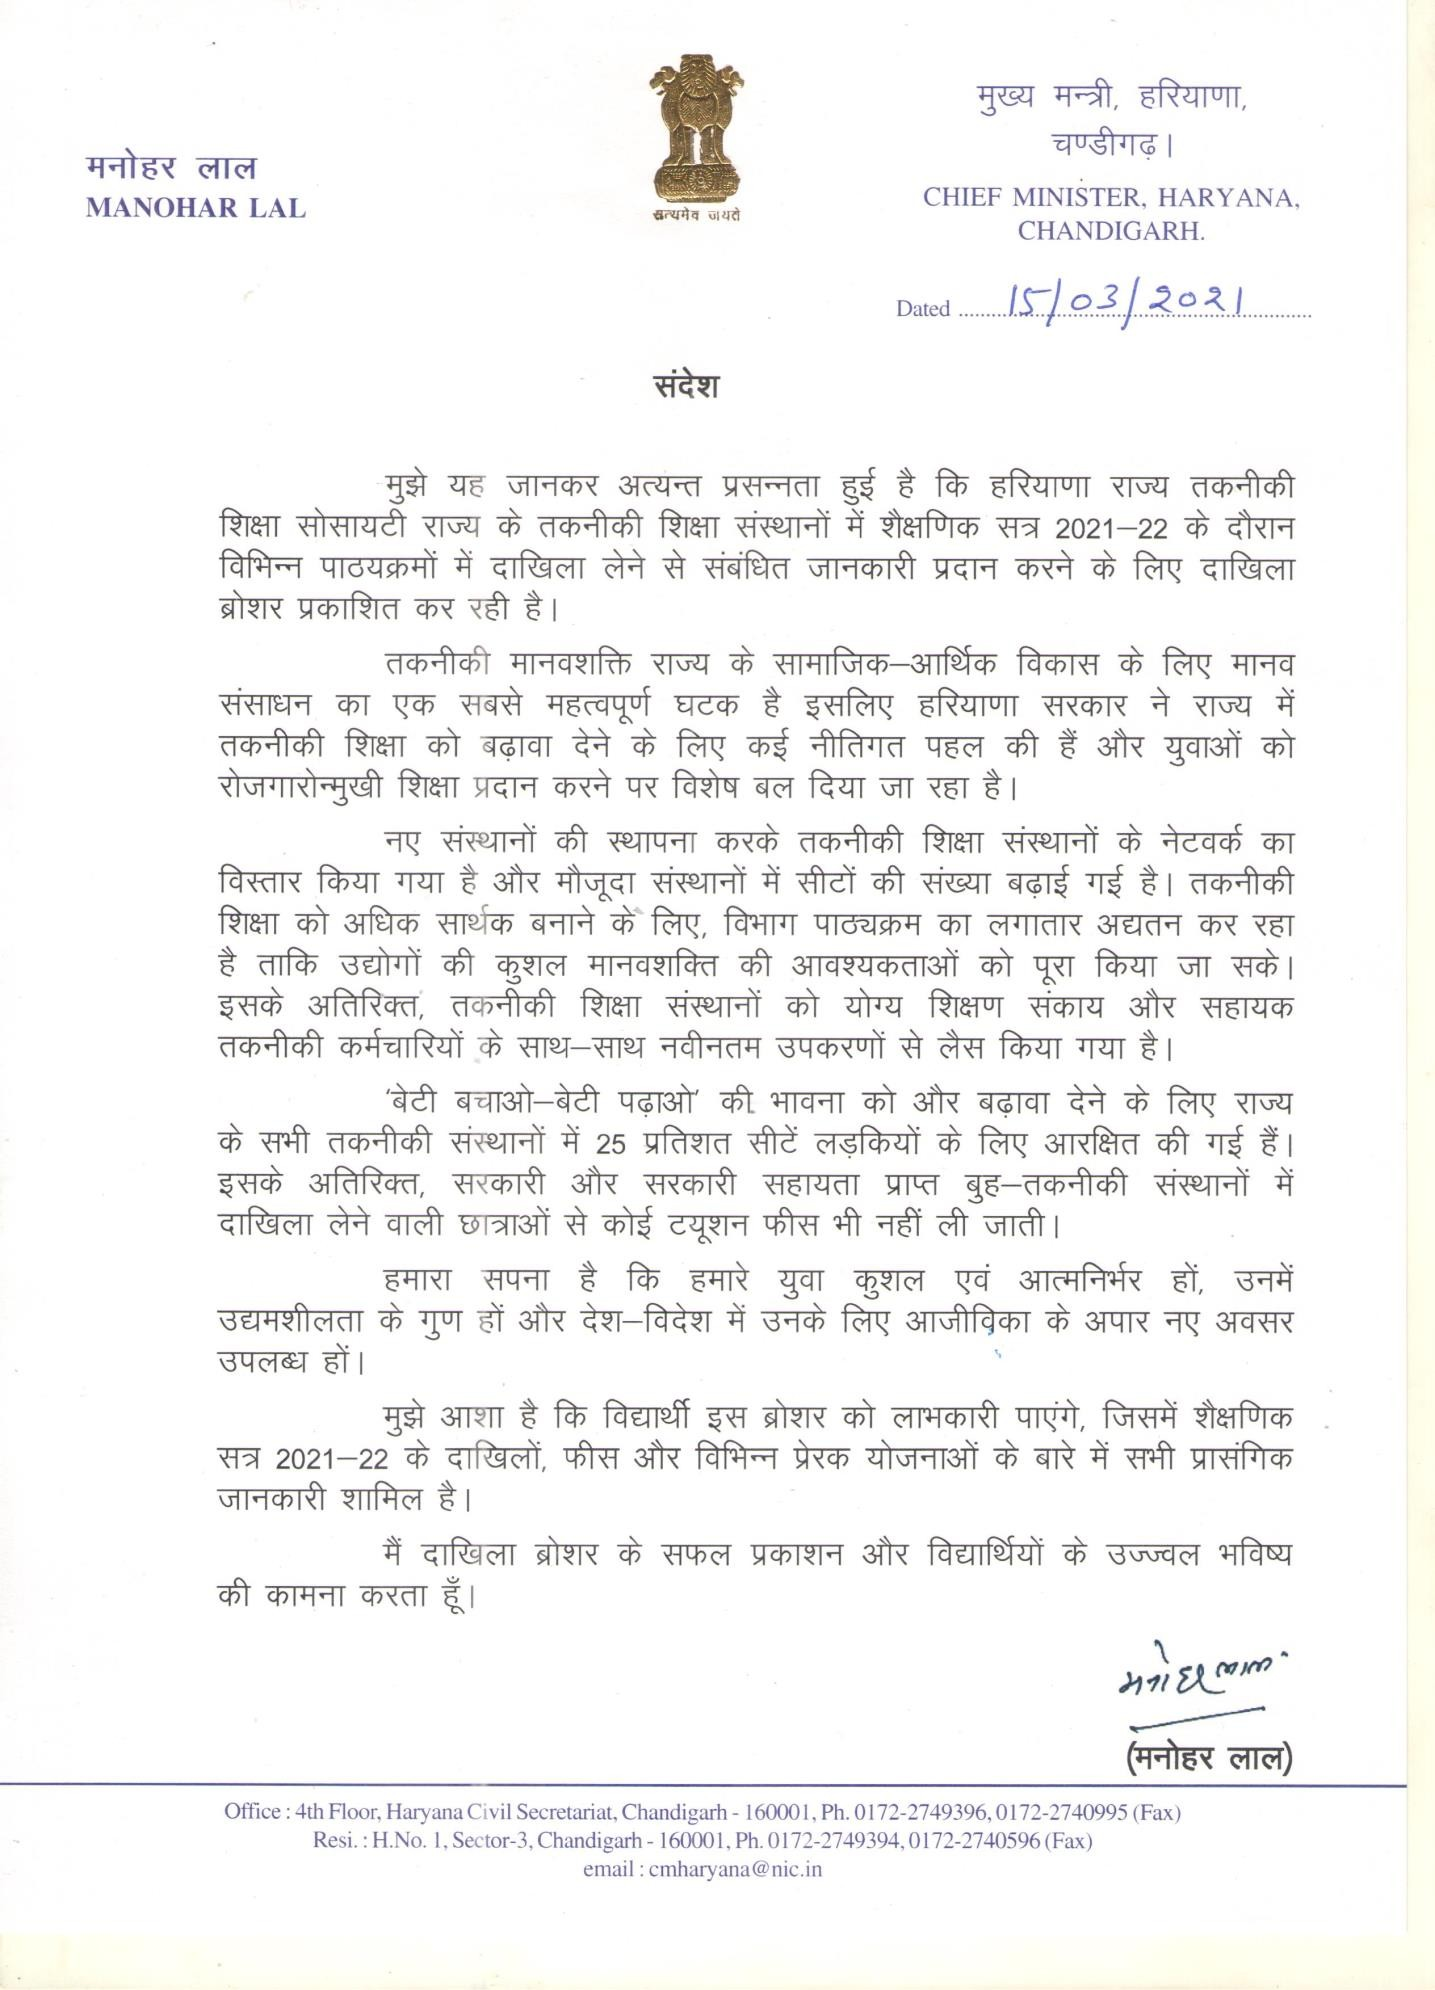 मनोहर लाल
MANOHAR LAL
सत्यमेव जयते
मुख्य मन्त्री, हरियाणा,
चण्डीगढ़।
CHIEF MINISTER, HARYANA,
CHANDIGARH.
Dated 15/03/2021
संदेश
मुझे यह जानकर अत्यन्त प्रसन्नता हुई है कि हरियाणा राज्य तकनीकी
शिक्षा सोसायटी राज्य के तकनीकी शिक्षा संस्थानों में शैक्षणिक सत्र 2021–22 के दौरान
विभिन्न पाठयक्रमों में दाखिला लेने से संबंधित जानकारी प्रदान करने के लिए दाखिला
ब्रोशर प्रकाशित कर रही है।
तकनीकी मानवशक्ति राज्य के सामाजिक–आर्थिक विकास के लिए मानव
संसाधन का एक सबसे महत्वपूर्ण घटक है इसलिए हरियाणा सरकार ने राज्य में
तकनीकी शिक्षा को बढ़ावा देने के लिए कई नीतिगत पहल की हैं और युवाओं को
रोजगारोन्मुखी शिक्षा प्रदान करने पर विशेष बल दिया जा रहा है।
नए संस्थानों की स्थापना करके तकनीकी शिक्षा संस्थानों के नेटवर्क का
विस्तार किया गया है और मौजूदा संस्थानों में सीटों की संख्या बढ़ाई गई है। तकनीकी
शिक्षा को अधिक सार्थक बनाने के लिए, विभाग पाठ्यक्रम का लगातार अद्यतन कर रहा
है ताकि उद्योगों की कुशल मानवशक्ति की आवश्यकताओं को पूरा किया जा सके।
इसके अतिरिक्त, तकनीकी शिक्षा संस्थानों को योग्य शिक्षण संकाय और सहायक
तकनीकी कर्मचारियों के साथ–साथ नवीनतम उपकरणों से लैस किया गया है।
'बेटी बचाओ–बेटी पढ़ाओ' की भावना को और बढ़ावा देने के लिए राज्य
के सभी तकनीकी संस्थानों में 25 प्रतिशत सीटें लड़कियों के लिए आरक्षित की गई हैं।
इसके अतिरिक्त, सरकारी और सरकारी सहायता प्राप्त बुह–तकनीकी संस्थानों में
दाखिला लेने वाली छात्राओं से कोई टयूशन फीस भी नहीं ली जाती।
हमारा सपना है कि हमारे युवा कुशल एवं आत्मनिर्भर हों, उनमें
उद्यमशीलता के गुण हों और देश–विदेश में उनके लिए आजीविका के अपार नए अवसर
उपलब्ध हों।
मुझे आशा है कि विद्यार्थी इस ब्रोशर को लाभकारी पाएंगे, जिसमें शैक्षणिक
सत्र 2021–22 के दाखिलों, फीस और विभिन्न प्रेरक योजनाओं के बारे में सभी प्रासंगिक
जानकारी शामिल है।
मैं दाखिला ब्रोशर के सफल प्रकाशन और विद्यार्थियों के उज्ज्वल भविष्य
की कामना करता हूँ।
मनोहर लाल
(मनोहर लाल)
Office : 4th Floor, Haryana Civil Secretariat, Chandigarh - 160001, Ph. 0172-2749396, 0172-2740995 (Fax)
Resi. : H.No. 1, Sector-3, Chandigarh - 160001, Ph. 0172-2749394, 0172-2740596 (Fax)
email : cmharyana@nic.in